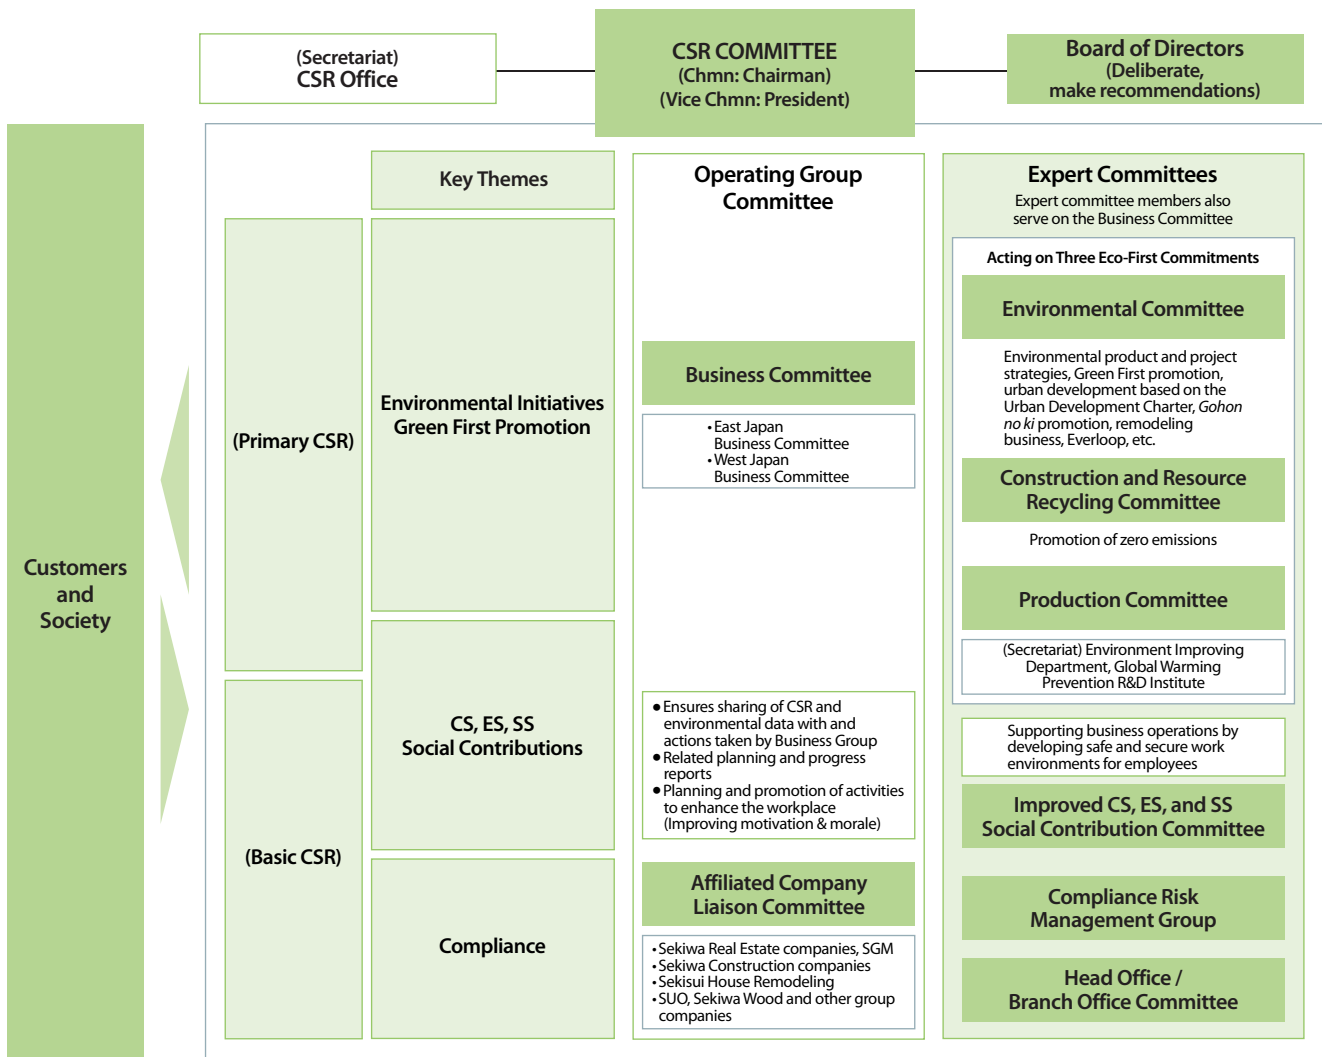 (Secretariat)
CSR Office
CSR COMMITTEE
(Chmn: Chairman)
(Vice Chmn: President)
Board of Directors
(Deliberate,
make recommendations)
Customers
and
Society
(Primary CSR)
(Basic CSR)
Key Themes
Environmental Initiatives
Green First Promotion
CS, ES, SS
Social Contributions
Compliance
Operating Group
Committee
Business Committee
• East Japan
Business Committee
• West Japan
Business Committee
● Ensures sharing of CSR and
environmental data with and
actions taken by Business Group
● Related planning and progress
reports
● Planning and promotion of activities
to enhance the workplace
(Improving motivation & morale)
Affiliated Company
Liaison Committee
• Sekiwa Real Estate companies, SGM
• Sekiwa Construction companies
• Sekisui House Remodeling
• SUO, Sekiwa Wood and other group
companies
Expert Committees
Expert committee members also
serve on the Business Committee
Acting on Three Eco-First Commitments
Environmental Committee
Environmental product and project
strategies, Green First promotion,
urban development based on the
Urban Development Charter, Gohon
no ki promotion, remodeling
business, Everloop, etc.
Construction and Resource
Recycling Committee
Promotion of zero emissions
Production Committee
(Secretariat) Environment Improving
Department, Global Warming
Prevention R&D Institute
Supporting business operations by
developing safe and secure work
environments for employees
Improved CS, ES, and SS
Social Contribution Committee
Compliance Risk
Management Group
Head Office /
Branch Office Committee